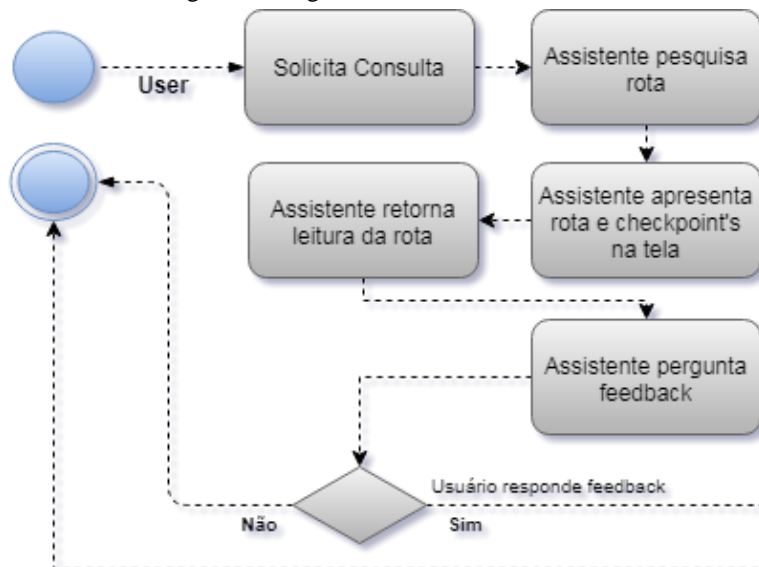 User
Solicita Consulta
Assistente pesquisa
rota
Assistente retorna
leitura da rota
Assistente apresenta
rota e checkpoint's
na tela
Assistente pergunta
feedback
Usuário responde feedback
Não
Sim